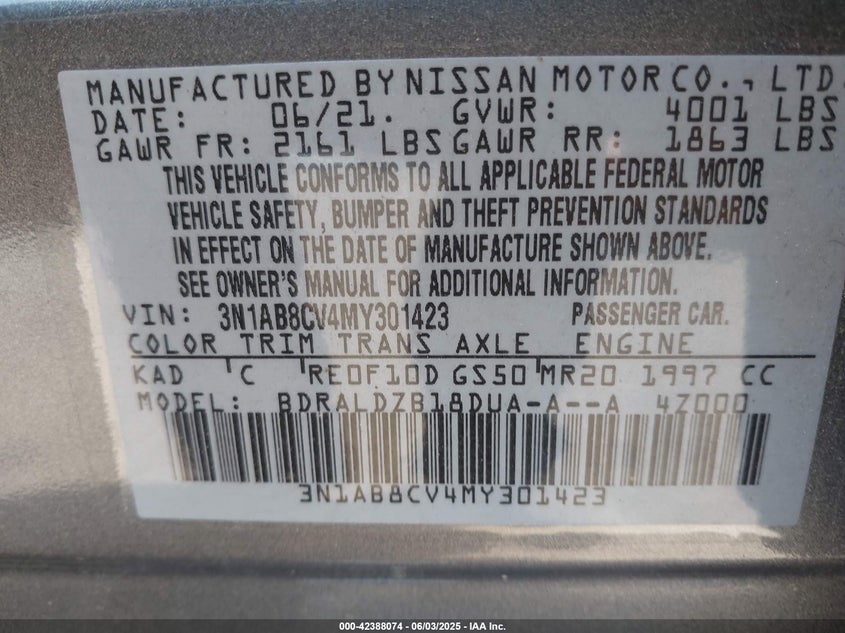 MANUFACTURED BY NISSAN MOTOR CO., LTD.
DATE: 06/21. GVWR: 4001 LBS
GAWR FR: 2161 LBS GAWR RR: 1863 LBS
THIS VEHICLE CONFORMS TO ALL APPLICABLE FEDERAL MOTOR
VEHICLE SAFETY, BUMPER AND THEFT PREVENTION STANDARDS
IN EFFECT ON THE DATE OF MANUFACTURE SHOWN ABOVE.
SEE OWNER'S MANUAL FOR ADDITIONAL INFORMATION.
VIN: 3N1AB8CV4MY301423 PASSENGER CAR.
COLOR TRIM TRANS AXLE ENGINE
KAD C RE0F10D GS50 MR20 1997 CC
MODEL: BDRALDZB18DUA-A--A 4Z000
3N1AB8CV4MY301423
000-42388074 - 06/03/2025 - IAA Inc.